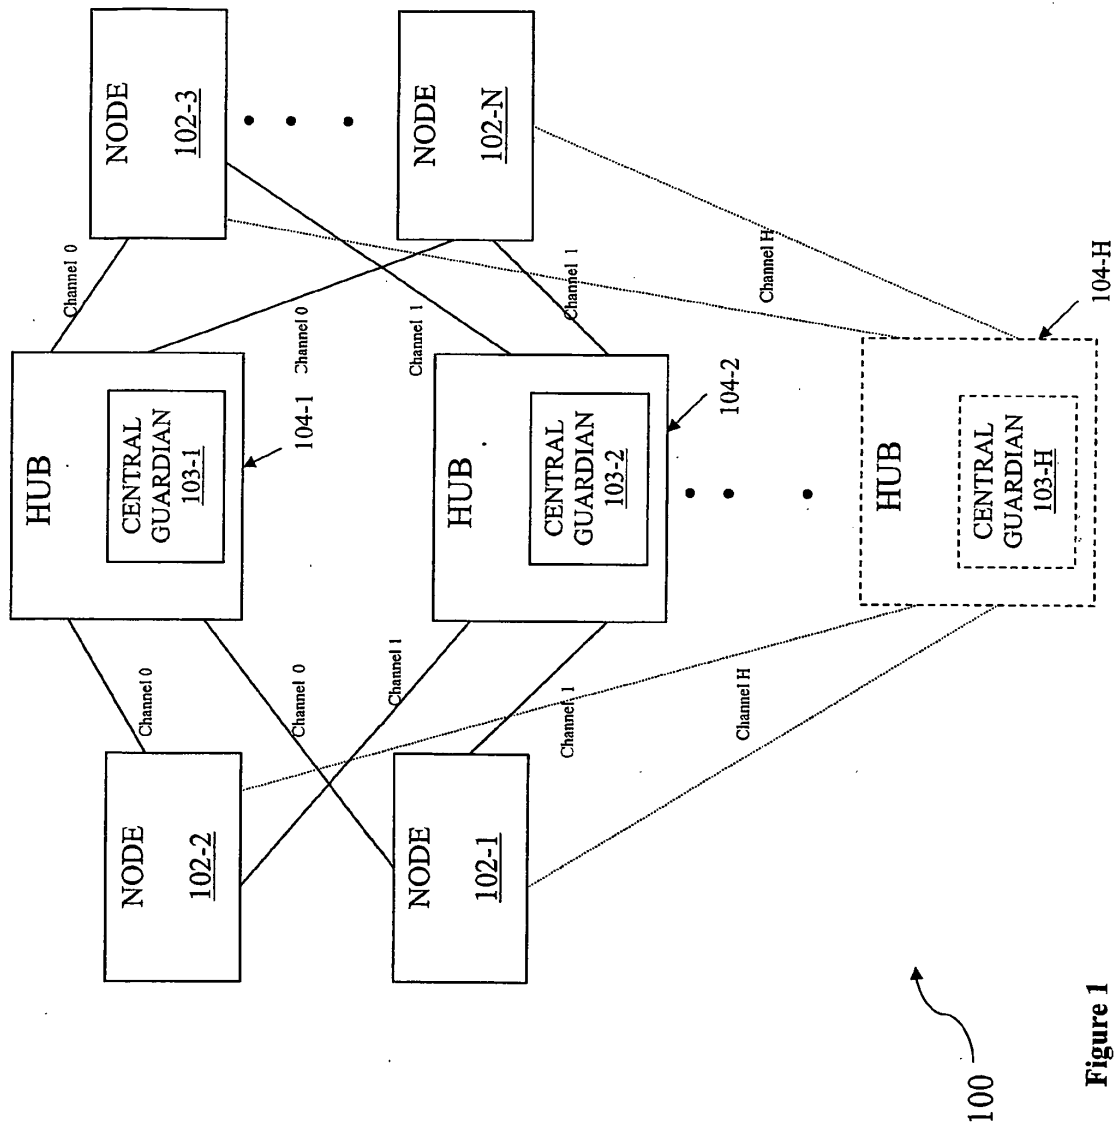 NODE
102-2
NODE
102-1
Channel 0
Channel 0
Channel 1
Channel 1
Channel H
HUB
CENTRAL
GUARDIAN
103-1
104-1
HUB
CENTRAL
GUARDIAN
103-2
104-2
HUB
CENTRAL
GUARDIAN
103-H
104-H
Channel 0
Channel 0
Channel 1
Channel 1
Channel H
NODE
102-3
NODE
102-N
100
Figure 1